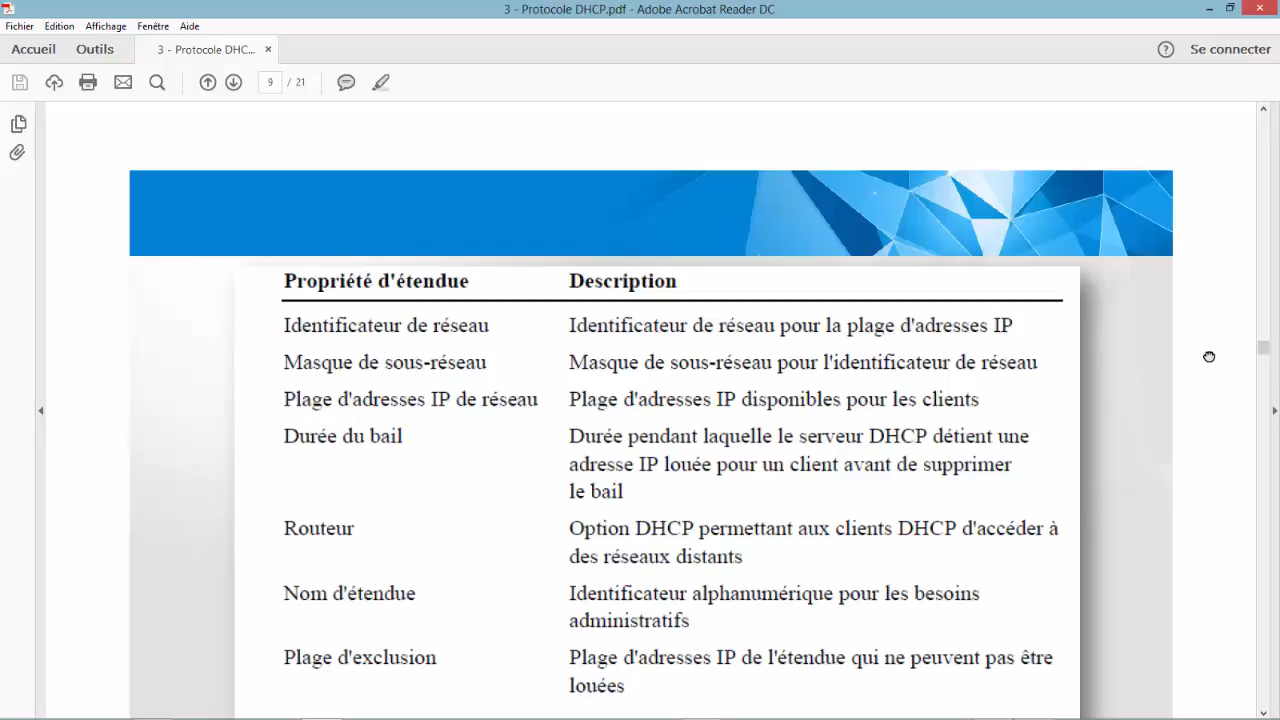 3 - Protocole DHCP.pdf - Adobe Acrobat Reader DC
Fichier Edition Affichage Fenêtre Aide
Accueil Outils 3 - Protocole DHC... × ? Se connecter
9 / 21
Propriété d'étendue Description
Identificateur de réseau Identificateur de réseau pour la plage d'adresses IP
Masque de sous-réseau Masque de sous-réseau pour l'identificateur de réseau
Plage d'adresses IP de réseau Plage d'adresses IP disponibles pour les clients
Durée du bail Durée pendant laquelle le serveur DHCP détient une
adresse IP louée pour un client avant de supprimer
le bail
Routeur Option DHCP permettant aux clients DHCP d'accéder à
des réseaux distants
Nom d'étendue Identificateur alphanumérique pour les besoins
administratifs
Plage d'exclusion Plage d'adresses IP de l'étendue qui ne peuvent pas être
louées